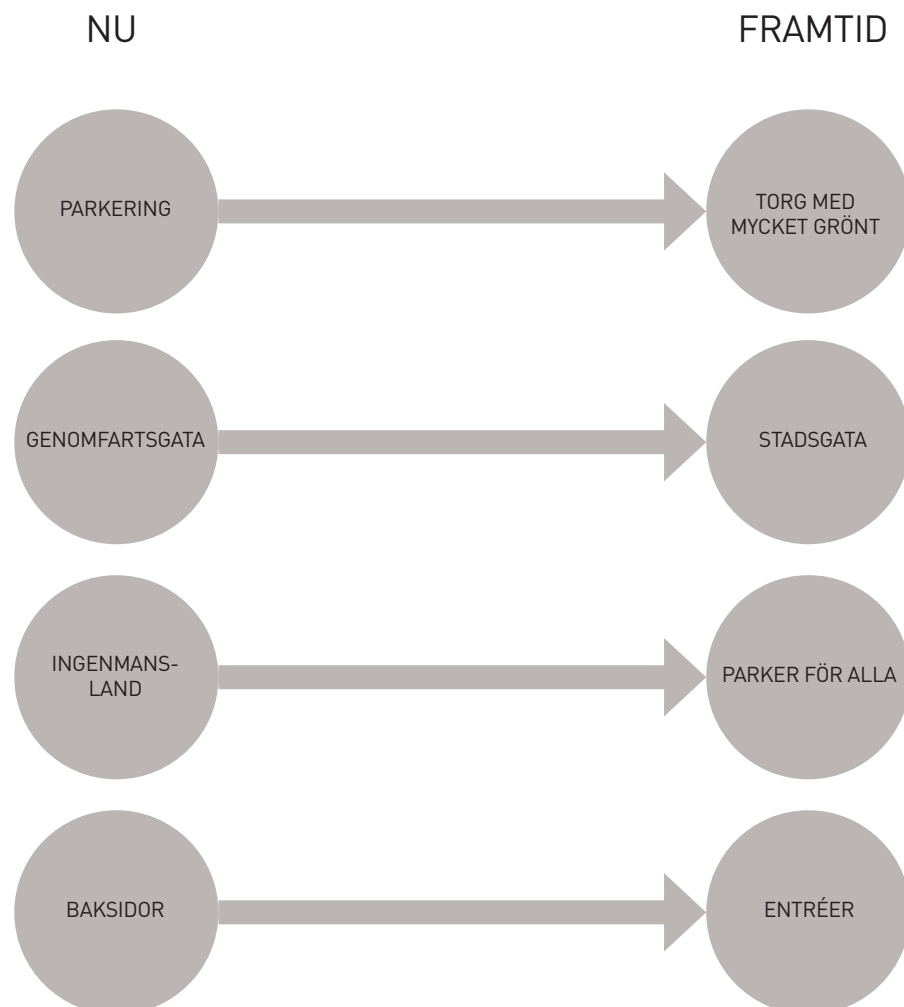 NU
FRAMTID
PARKERING
TORG MED
MYCKET GRÖNT
GENOMFARTSGATA
STADSGATA
INGENMANS-
LAND
PARKER FÖR ALLA
BAKSIDOR
ENTRÉER